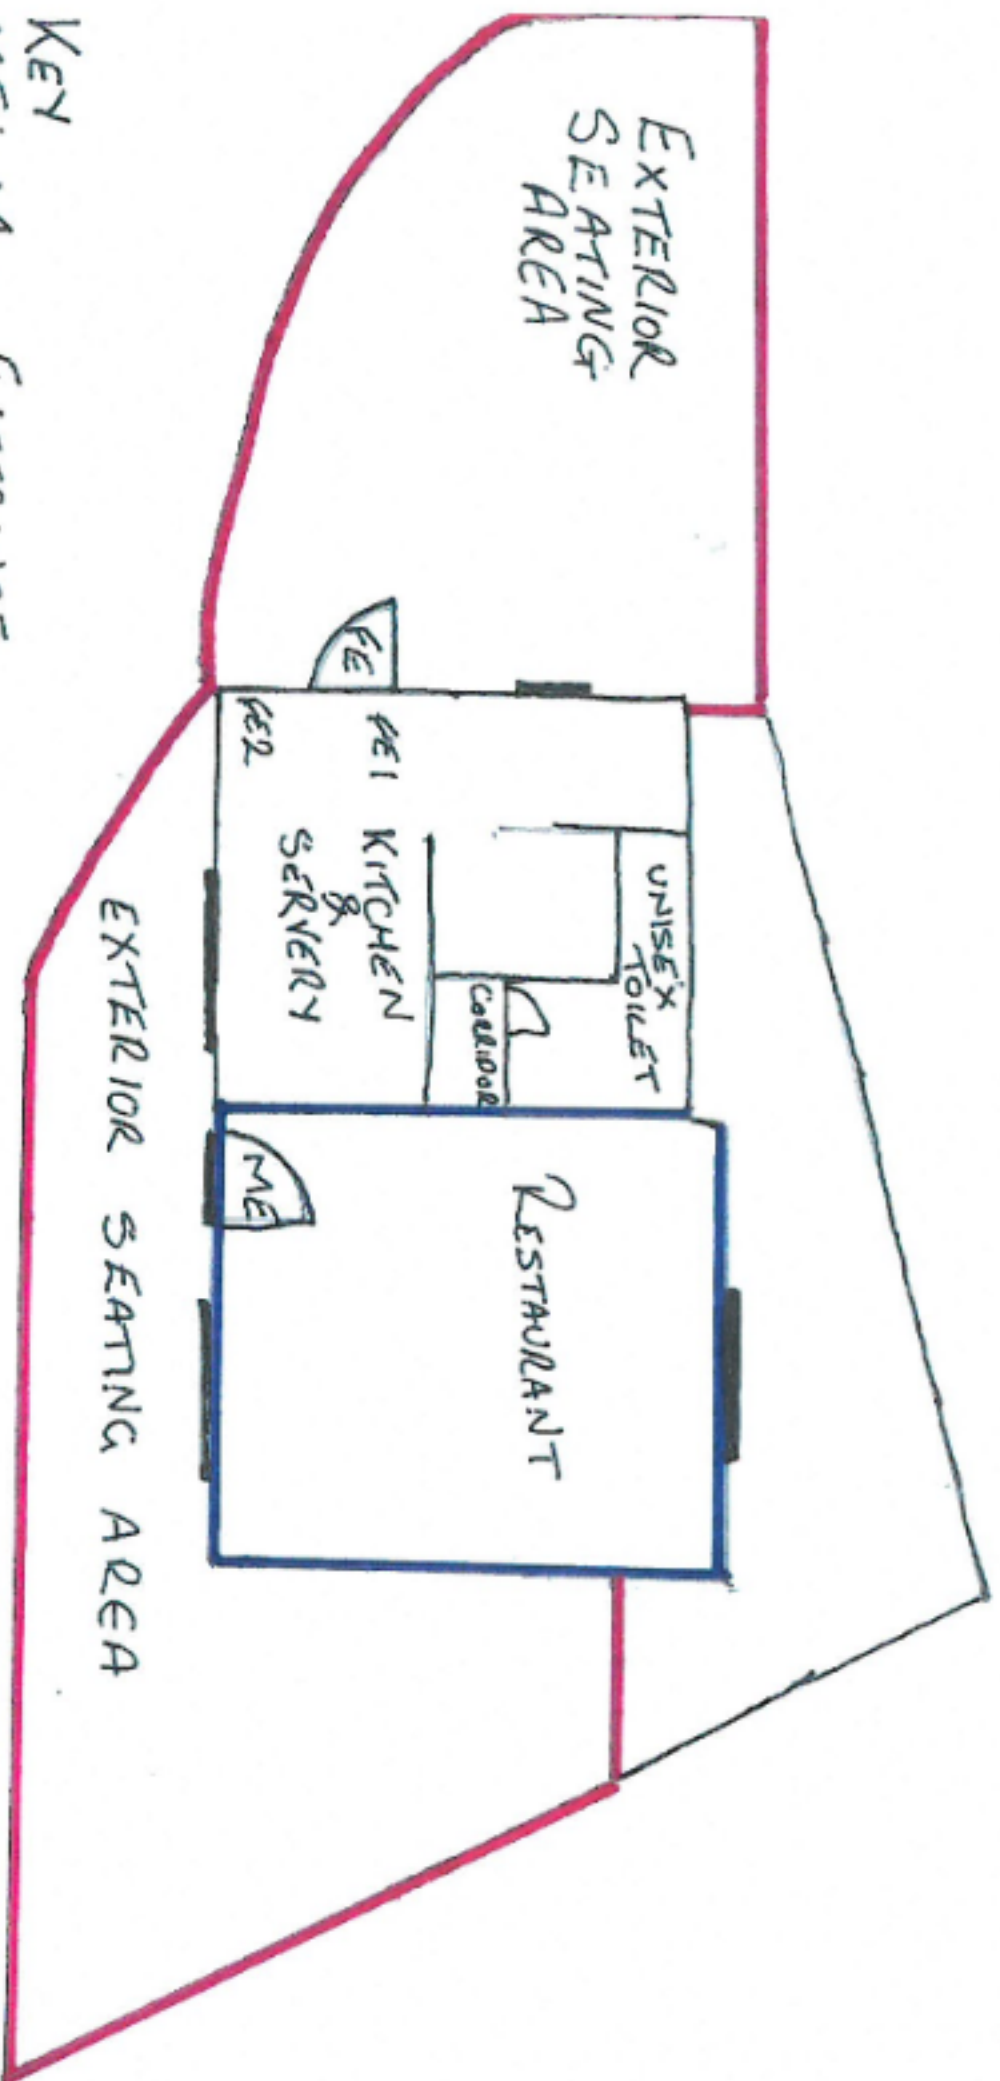 EXTERIOR
SEATING
AREA
UNISEX
TOILET
CORRIDOR
FE
FE1
FE2
KITCHEN
&
SERVERY
RESTAURANT
ME
EXTERIOR SEATING AREA
KEY